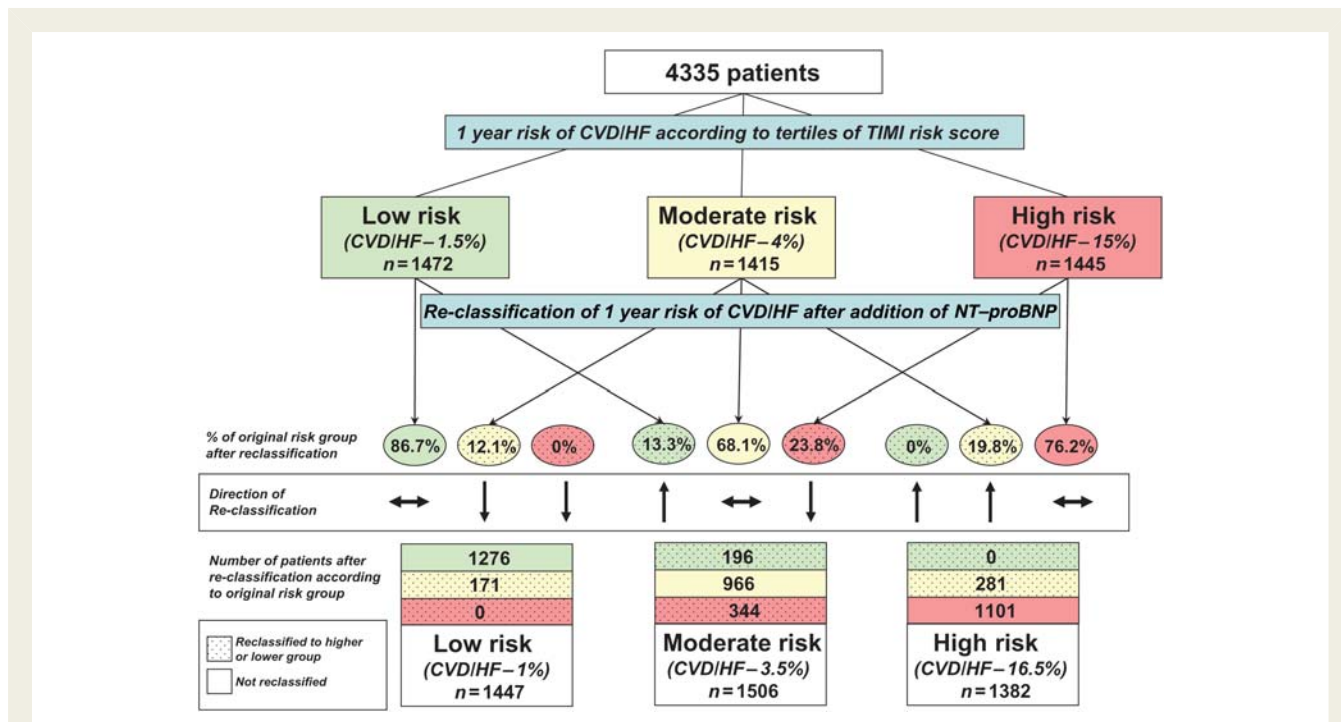 4335 patients
1 year risk of CVD/HF according to tertiles of TIMI risk score
Low risk
(CVD/HF–1.5%)
n=1472
Moderate risk
(CVD/HF–4%)
n=1415
High risk
(CVD/HF–15%)
n=1445
Re-classification of 1 year risk of CVD/HF after addition of NT–proBNP
% of original risk group
after reclassification
86.7% 12.1% 0% 13.3% 68.1% 23.8% 0% 19.8% 76.2%
Direction of
Re-classification
Number of patients after
re-classification according
to original risk group
1276
171
0
Low risk
(CVD/HF–1%)
n=1447
196
966
344
Moderate risk
(CVD/HF–3.5%)
n=1506
0
281
1101
High risk
(CVD/HF–16.5%)
n=1382
Reclassified to higher
or lower group
Not reclassified